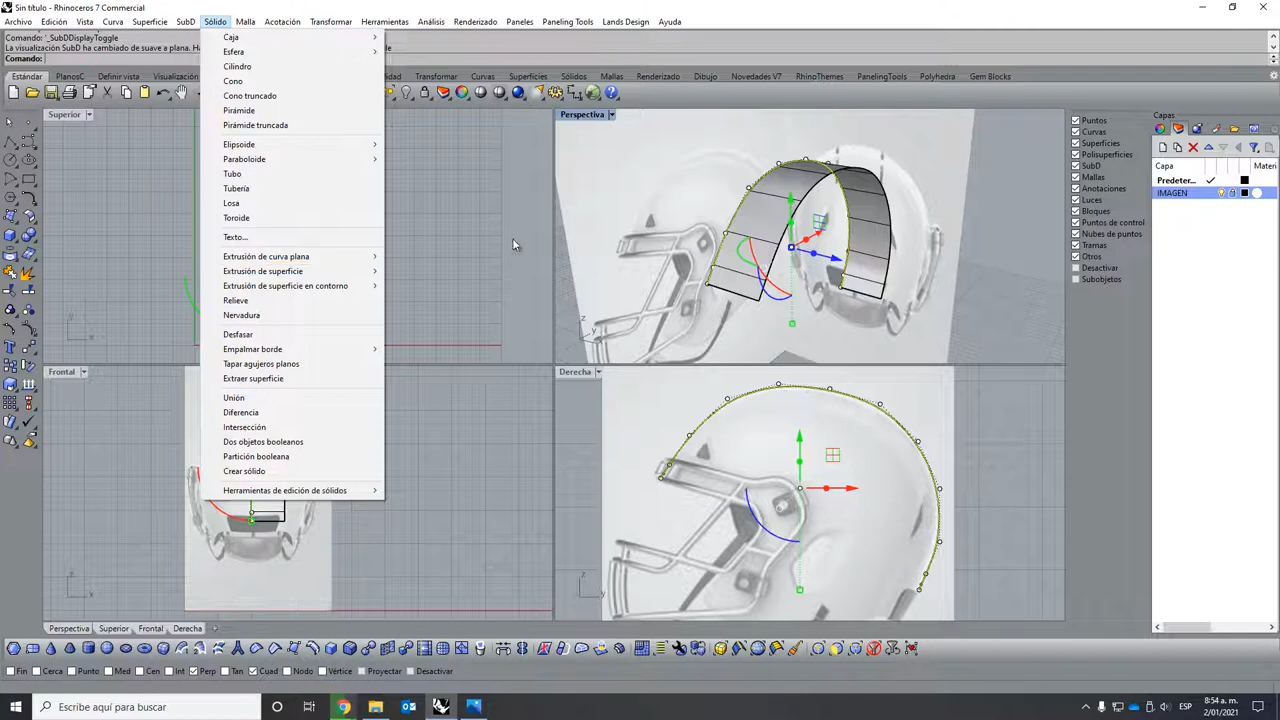 Sin título - Rhinoceros 7 Commercial
Archivo Edición Vista Curva Superficie SubD Sólido Malla Acotación Transformar Herramientas Análisis Renderizado Paneles Paneling Tools Lands Design Ayuda
Comando: '_SubDDisplayToggle
La visualización SubD ha cambiado de suave a plana.
Comando:
Estándar PlanosC Definir vista Visualización Transformar Curvas Superficies Sólidos Mallas Renderizado Dibujo Novedades V7 RhinoThemes PanelingTools Polyhedra Gem Blocks
Caja
Esfera
Cilindro
Cono
Cono truncado
Pirámide
Pirámide truncada
Elipsoide
Paraboloide
Tubo
Tubería
Losa
Toroide
Texto...
Extrusión de curva plana
Extrusión de superficie
Extrusión de superficie en contorno
Relieve
Nervadura
Desfasar
Empalmar borde
Tapar agujeros planos
Extraer superficie
Unión
Diferencia
Intersección
Dos objetos booleanos
Partición booleana
Crear sólido
Herramientas de edición de sólidos
Superior
Perspectiva
Frontal
Derecha
y
x
z
y
z
x
z
y
Puntos
Curvas
Superficies
Polisuperficies
SubD
Mallas
Anotaciones
Luces
Bloques
Puntos de control
Nubes de puntos
Tramas
Otros
Desactivar
Subobjetos
Capas
Capa Materi
Predeter...
IMAGEN
Perspectiva Superior Frontal Derecha
Fin Cerca Punto Med Cen Int Perp Tan Cuad Nodo Vértice Proyectar Desactivar
Escribe aquí para buscar
ESP
8:54 a. m.
2/01/2021